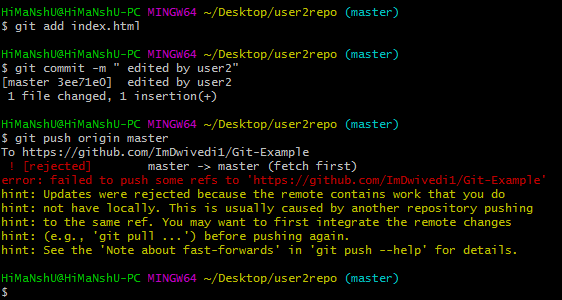 HiMaNshU@HiMaNshU-PC MINGW64 ~/Desktop/user2repo (master)
$ git add index.html
HiMaNshU@HiMaNshU-PC MINGW64 ~/Desktop/user2repo (master)
$ git commit -m " edited by user2"
[master 3ee71e0]  edited by user2
 1 file changed, 1 insertion(+)
HiMaNshU@HiMaNshU-PC MINGW64 ~/Desktop/user2repo (master)
$ git push origin master
To https://github.com/ImDwivedi1/Git-Example
 ! [rejected]        master -> master (fetch first)
error: failed to push some refs to 'https://github.com/ImDwivedi1/Git-Example'
hint: Updates were rejected because the remote contains work that you do
hint: not have locally. This is usually caused by another repository pushing
hint: to the same ref. You may want to first integrate the remote changes
hint: (e.g., 'git pull ...') before pushing again.
hint: See the 'Note about fast-forwards' in 'git push --help' for details.
HiMaNshU@HiMaNshU-PC MINGW64 ~/Desktop/user2repo (master)
$